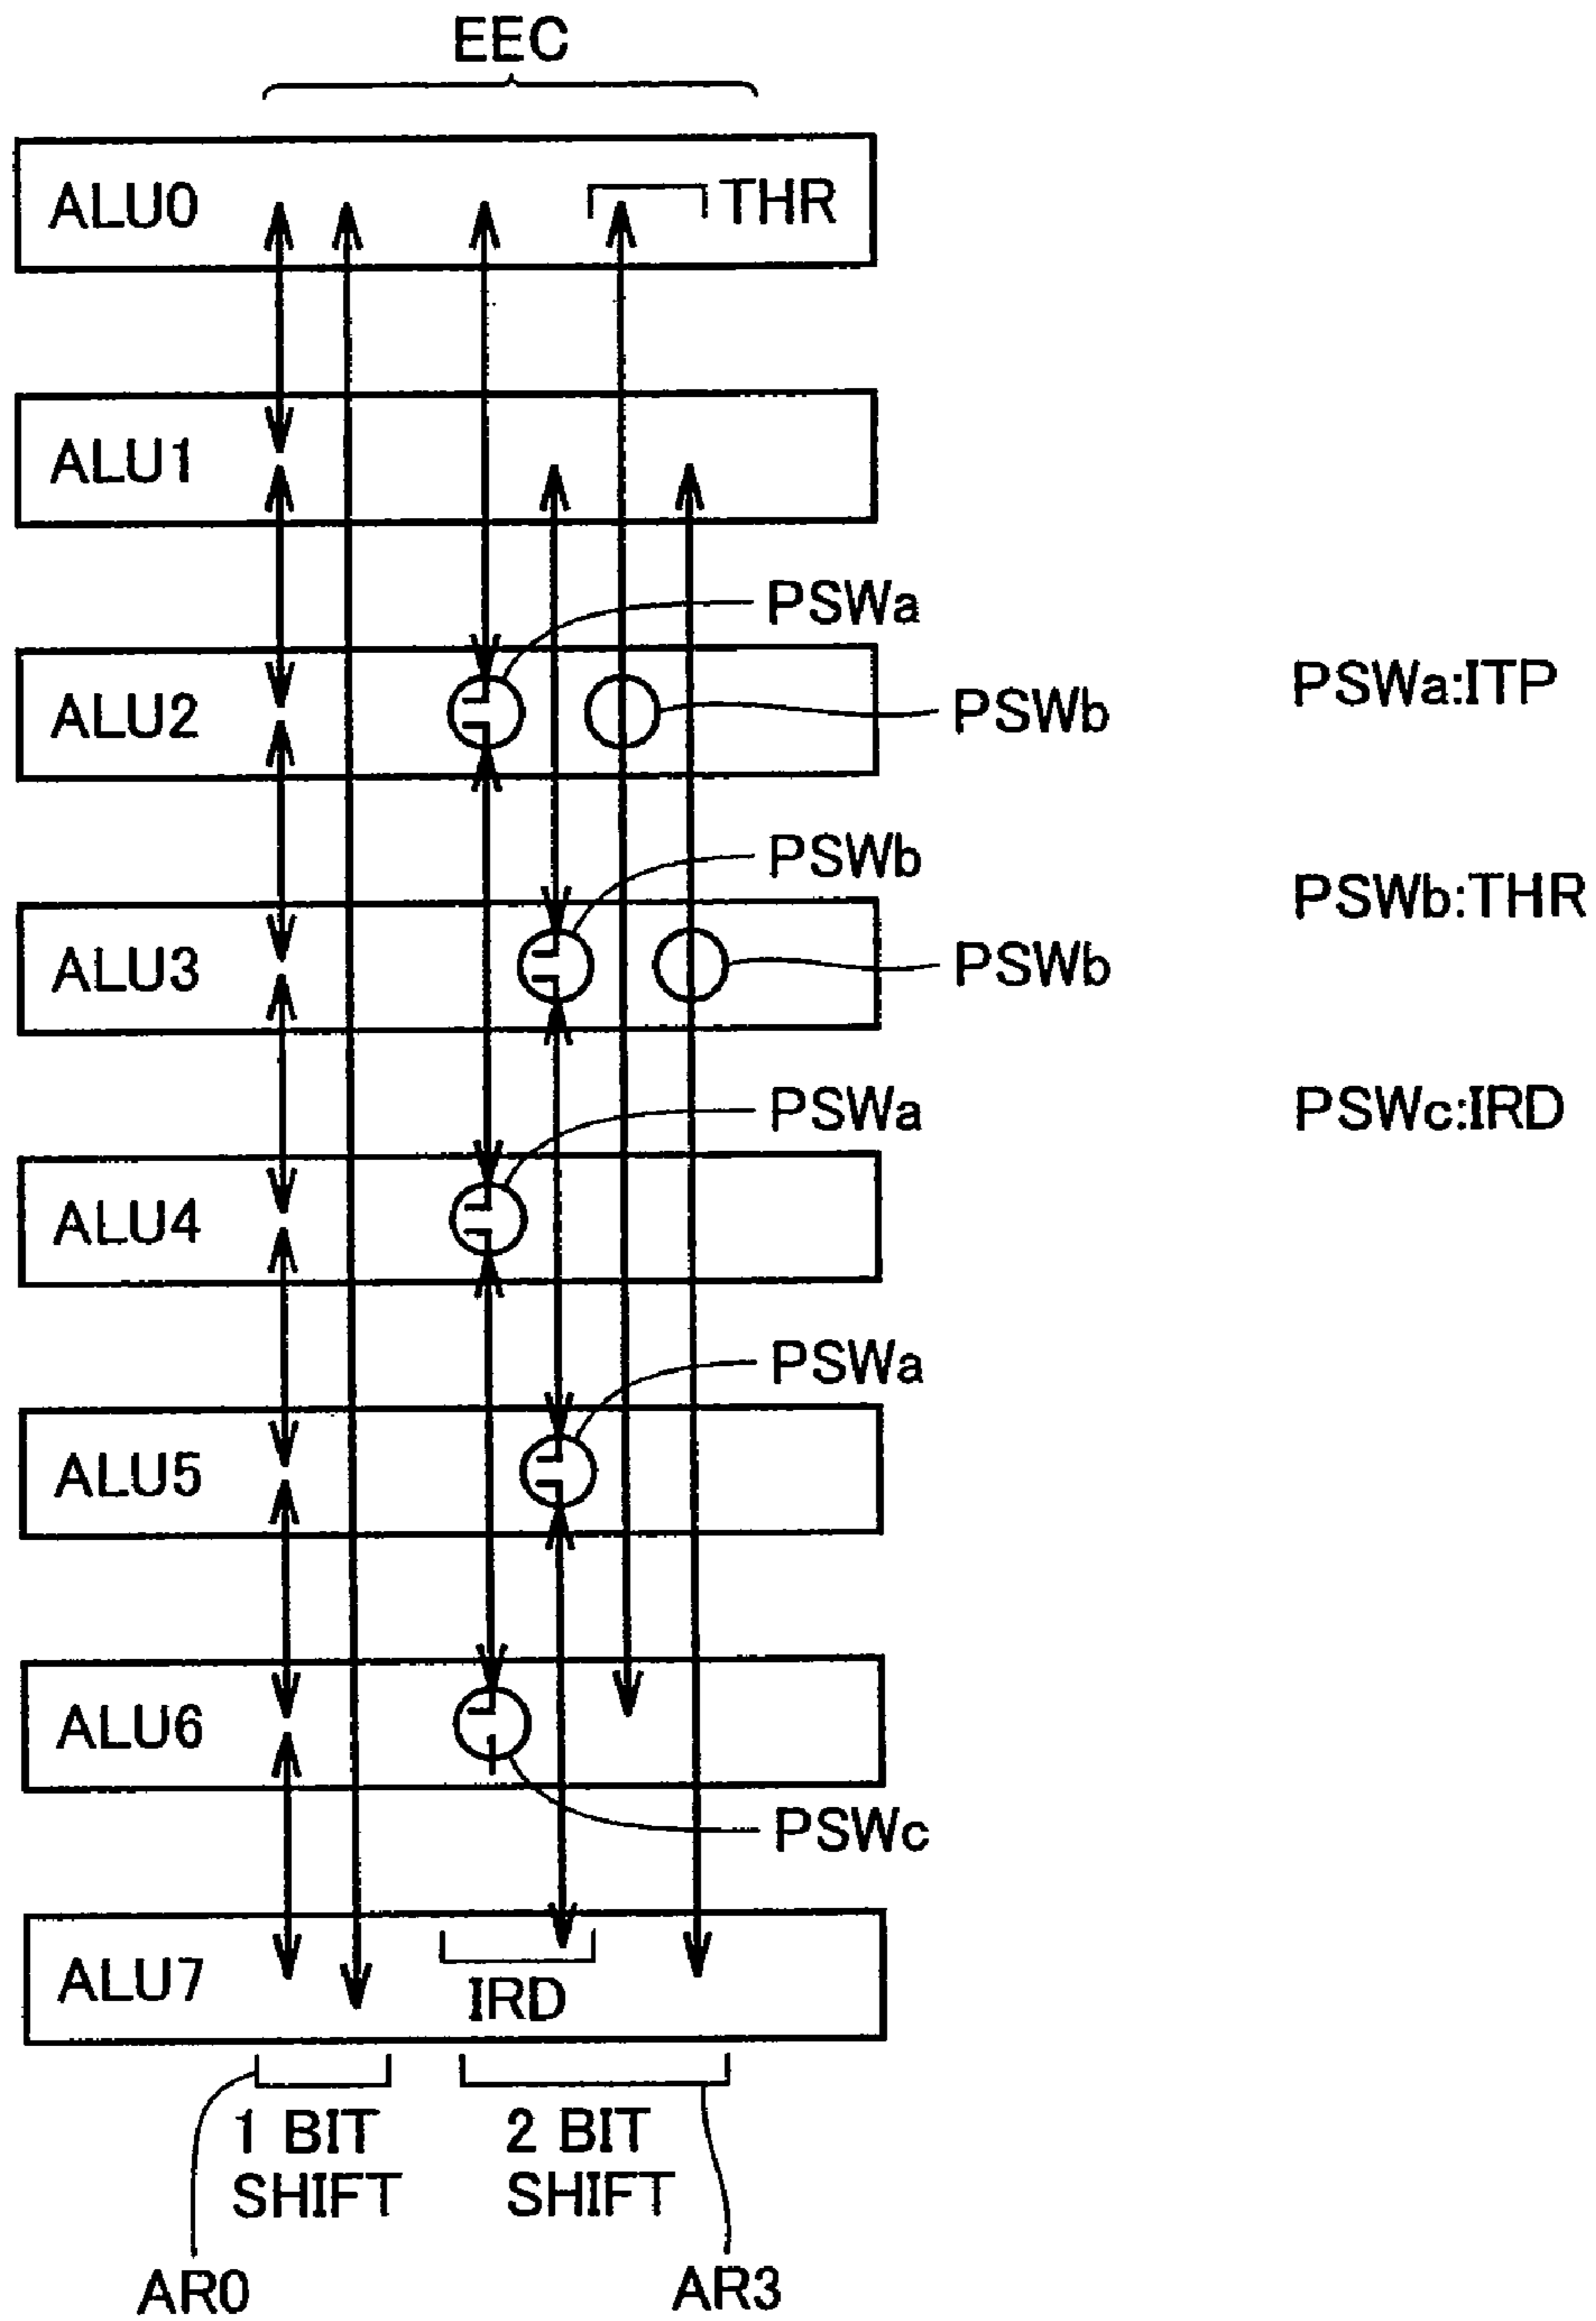 EEC
ALU0
THR
ALU1
PSWa
ALU2
PSWb
PSWa:ITP
PSWb
PSWb:THR
ALU3
PSWb
PSWa
PSWc:IRD
ALU4
PSWa
ALU5
ALU6
PSWc
ALU7
IRD
1 BIT
SHIFT
2 BIT
SHIFT
AR0
AR3